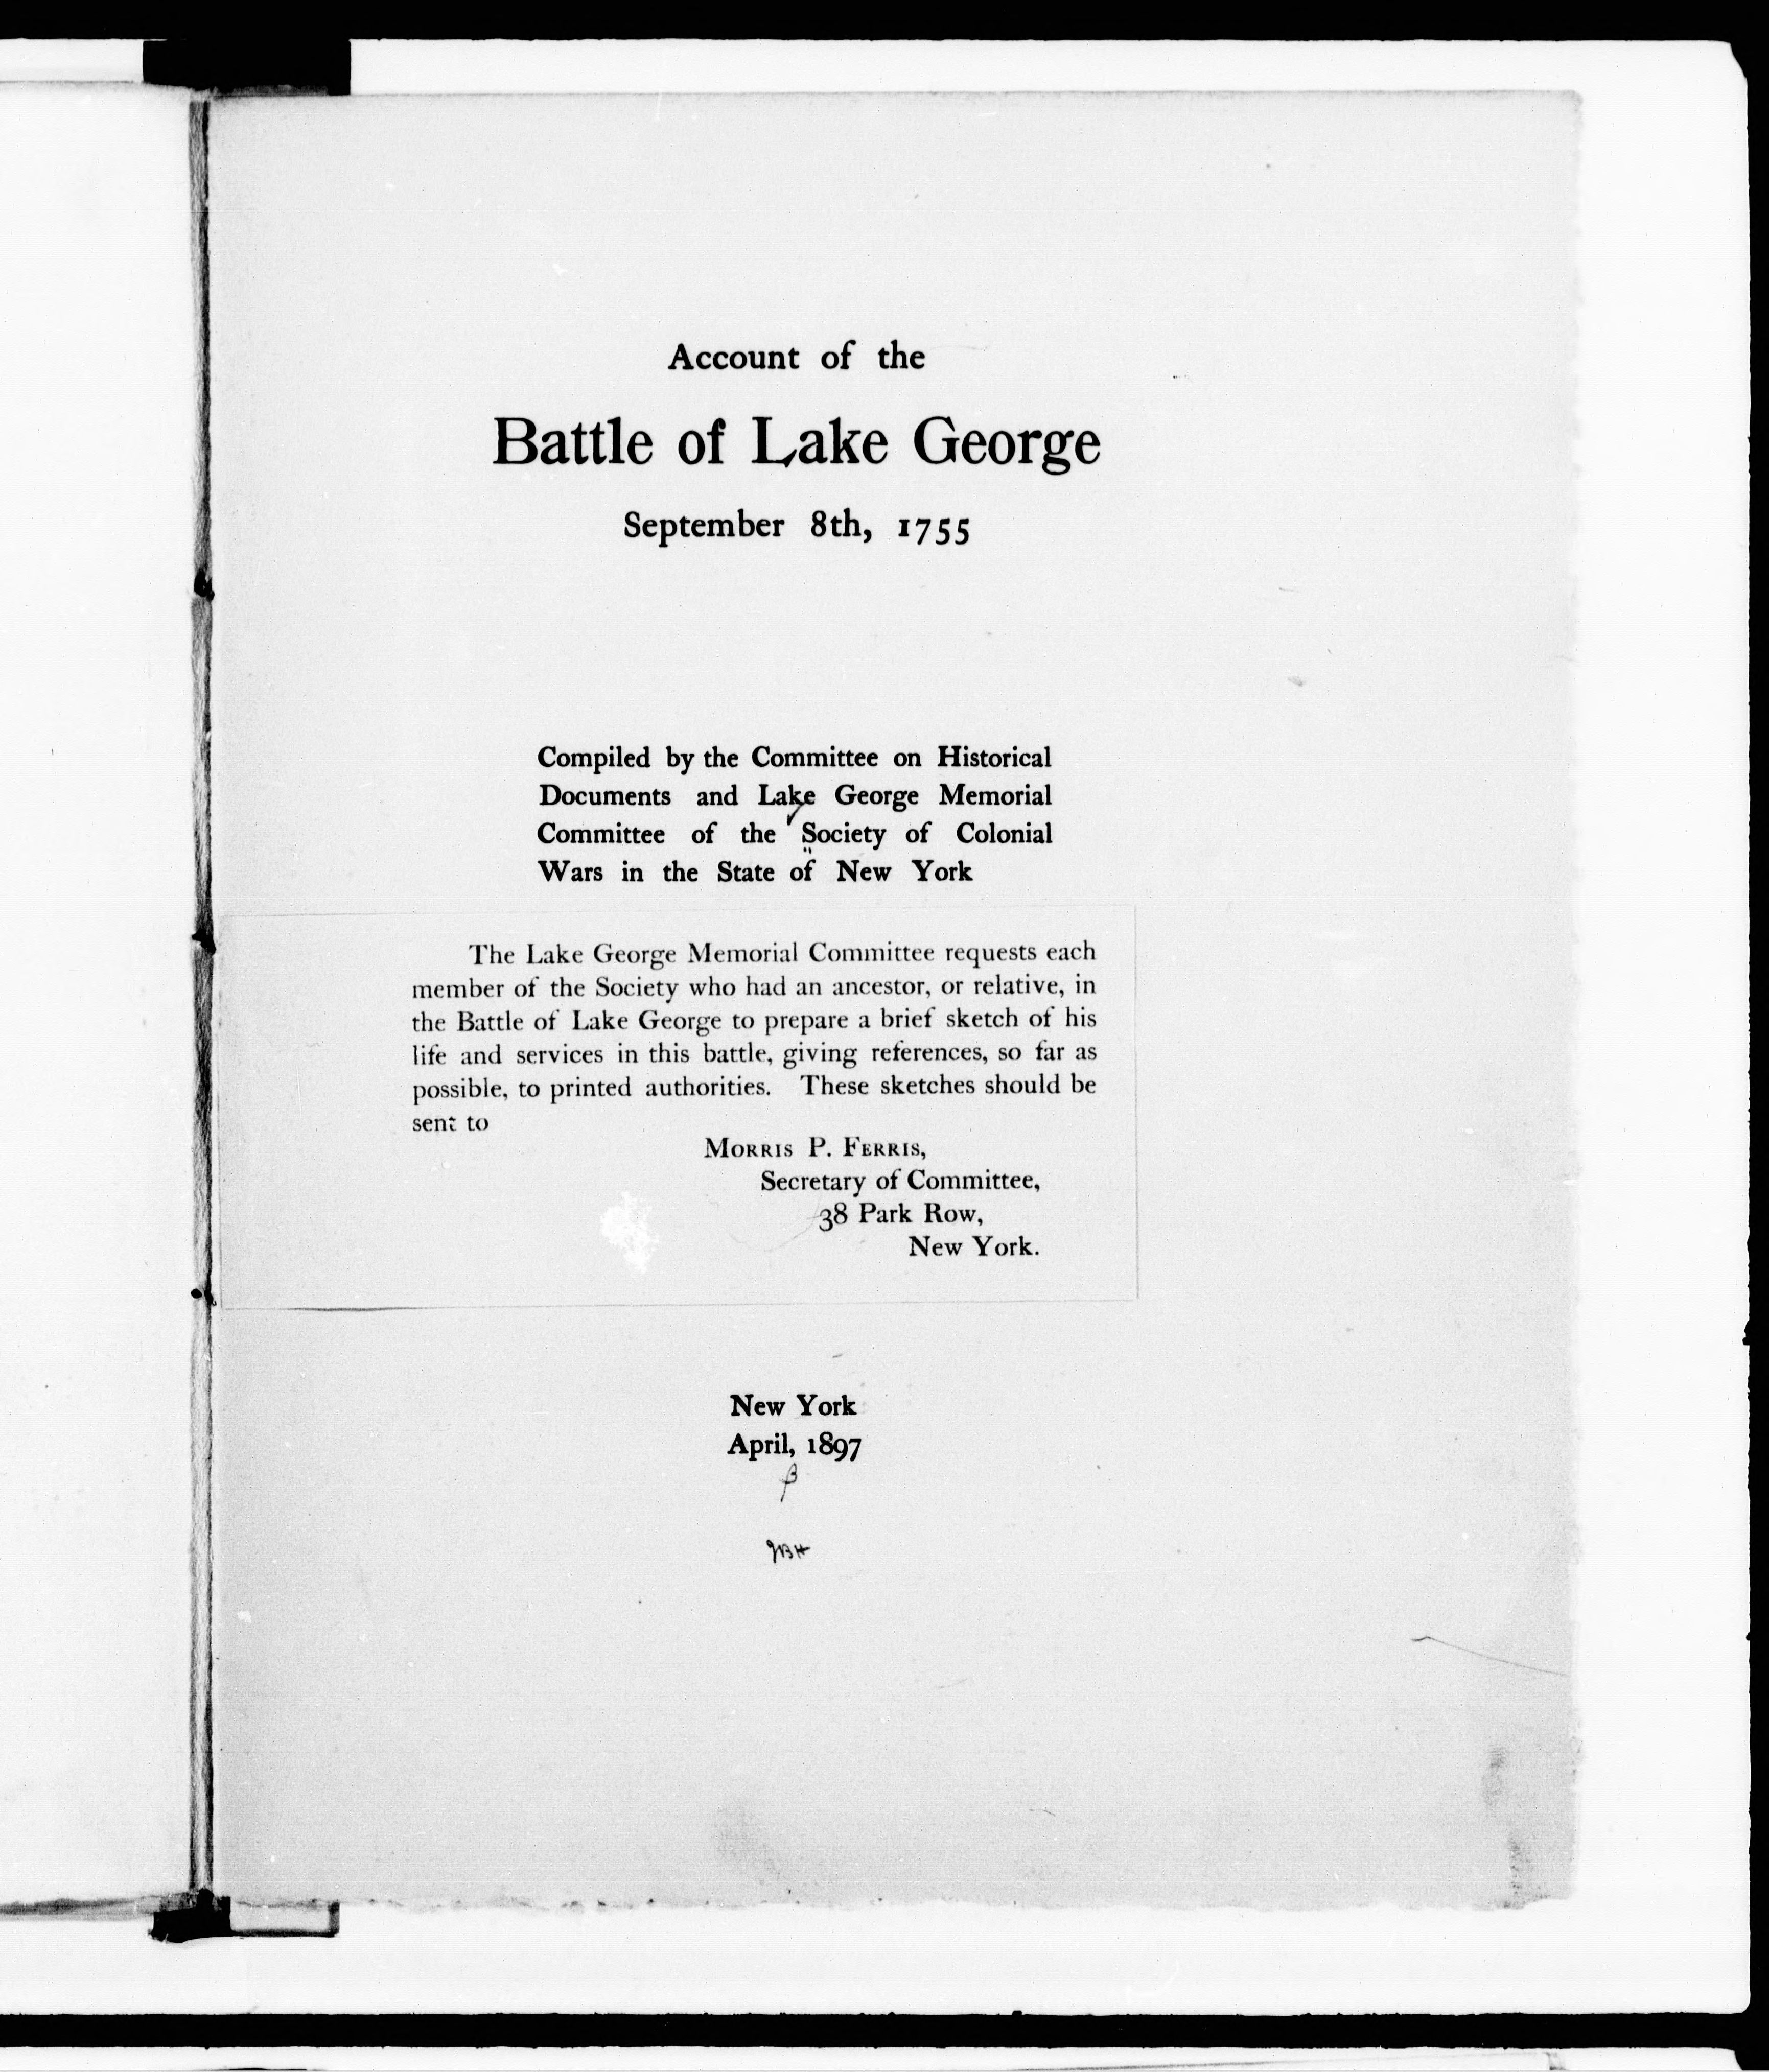 Account of the
Battle of Lake George
September 8th, 1755
Compiled by the Committee on Historical
Documents and Lake George Memorial
Committee of the Society of Colonial
Wars in the State of New York
The Lake George Memorial Committee requests each
member of the Society who had an ancestor, or relative, in
the Battle of Lake George to prepare a brief sketch of his
life and services in this battle, giving references, so far as
possible, to printed authorities. These sketches should be
sent to
MORRIS P. FERRIS,
Secretary of Committee,
38 Park Row,
New York.
New York
April, 1897